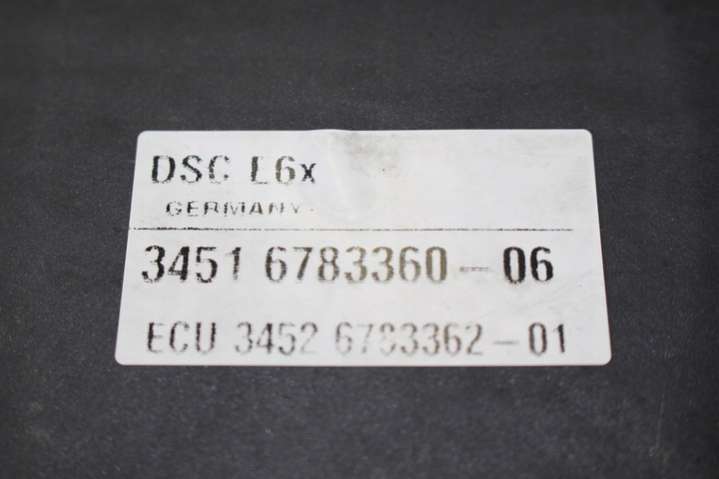 DSC L6x
GERMANY
3451 6783360-06
ECU 3452 6783362-01